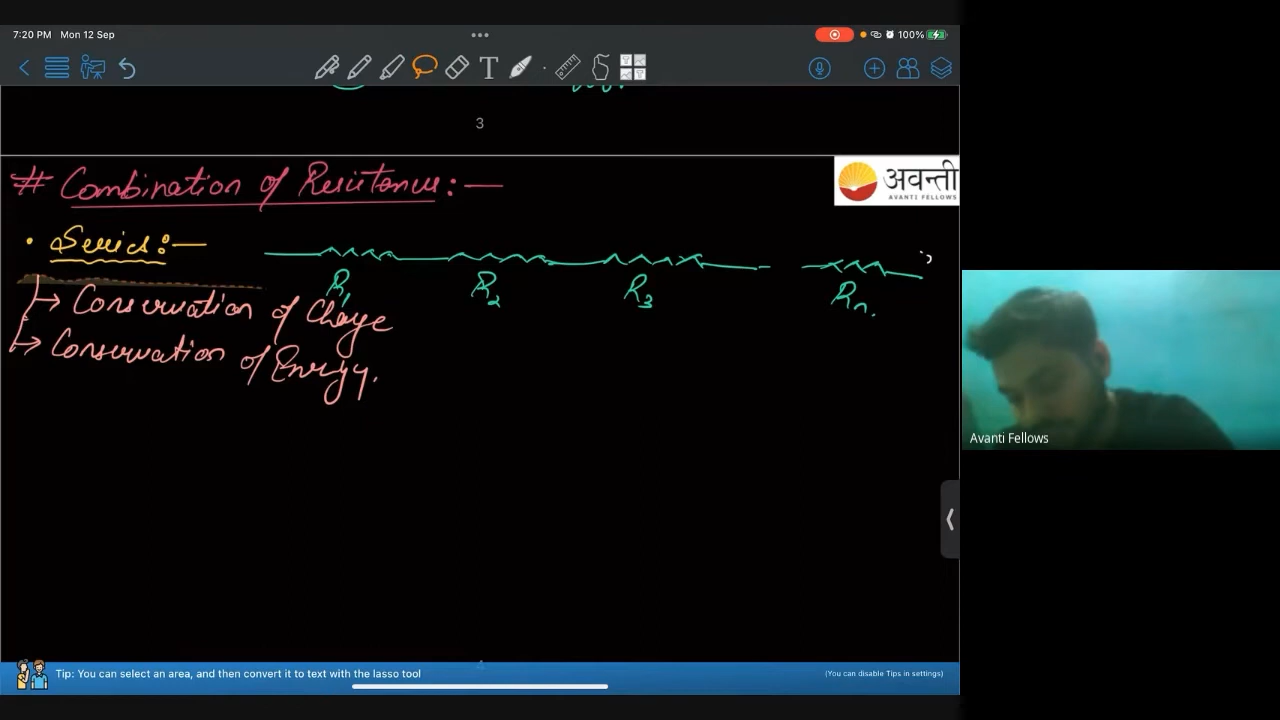 7:20 PM Mon 12 Sep
100%
T
3
# Combination of Resistance:—
अवन्ती
AVANTI FELLOWS
• Series:—
R1 R2 R3 Rn.
→ Conservation of Charge
→ Conservation of Energy.
Avanti Fellows
4
Tip: You can select an area, and then convert it to text with the lasso tool
(You can disable Tips in settings)